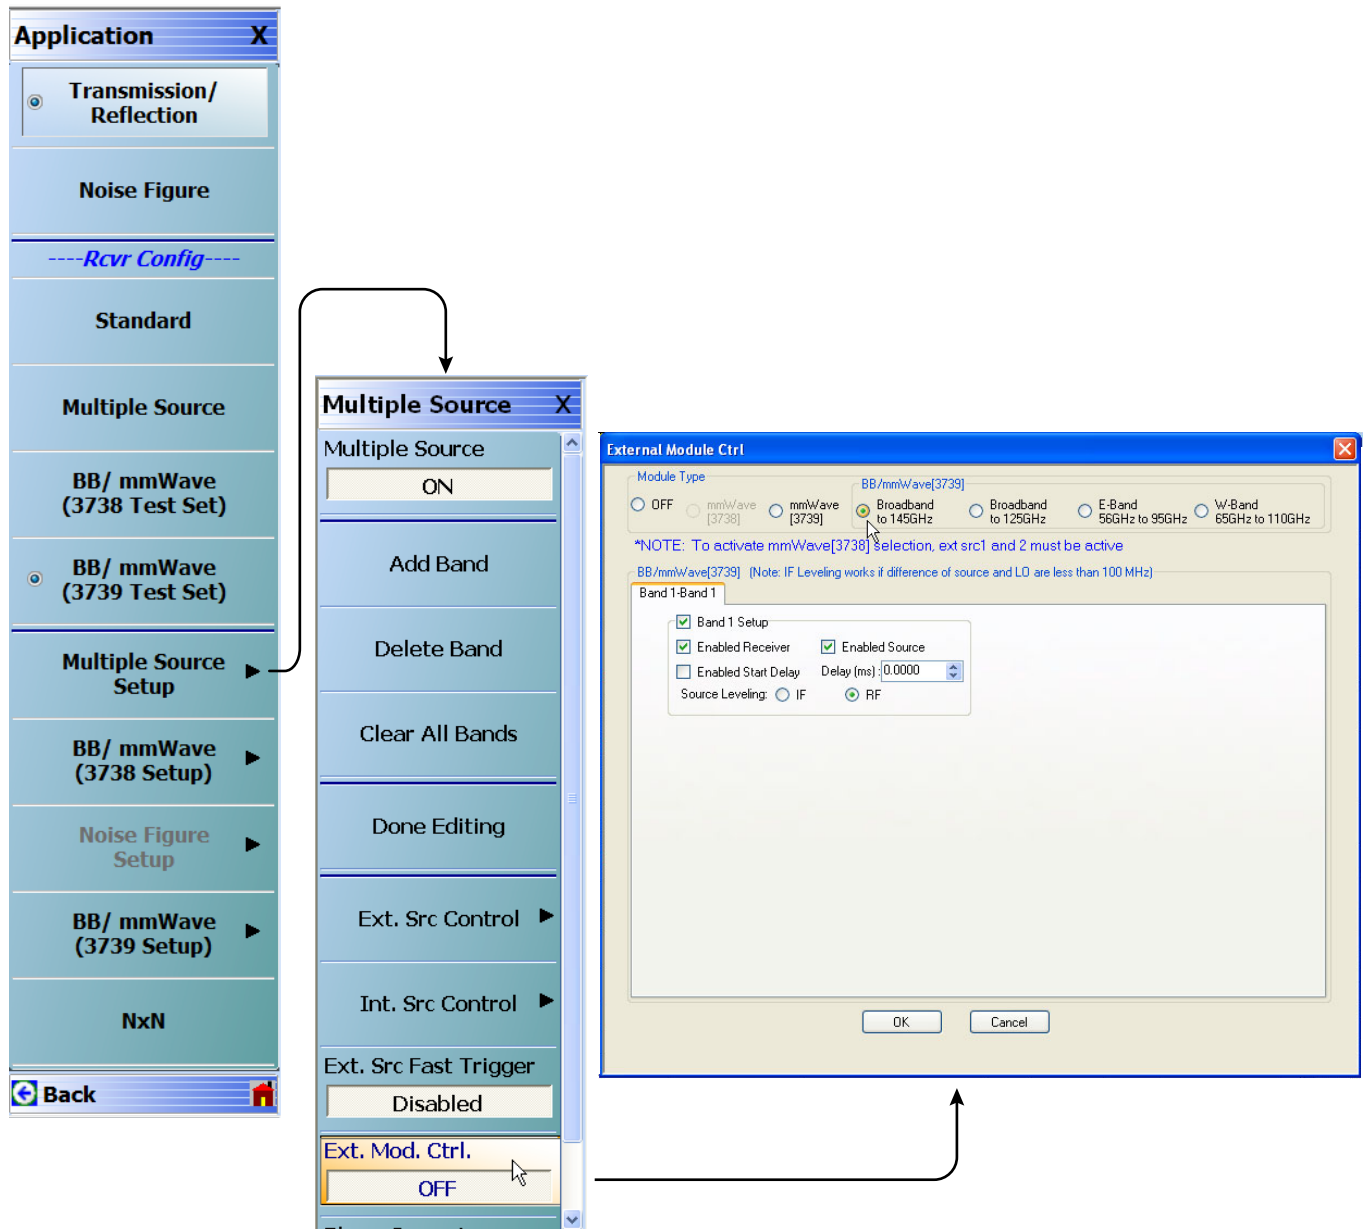 Application X
Transmission/
Reflection
Noise Figure
----Rcvr Config----
Standard
Multiple Source
BB/ mmWave
(3738 Test Set)
BB/ mmWave
(3739 Test Set)
Multiple Source
Setup
BB/ mmWave
(3738 Setup)
Noise Figure
Setup
BB/ mmWave
(3739 Setup)
NxN
Back
Multiple Source X
Multiple Source
ON
Add Band
Delete Band
Clear All Bands
Done Editing
Ext. Src Control
Int. Src Control
Ext. Src Fast Trigger
Disabled
Ext. Mod. Ctrl.
OFF
External Module Ctrl
Module Type
BB/mmWave[3739]
OFF
mmWave
[3738]
mmWave
[3739]
Broadband
to 145GHz
Broadband
to 125GHz
E-Band
56GHz to 95GHz
W-Band
65GHz to 110GHz
*NOTE: To activate mmWave[3738] selection, ext src1 and 2 must be active
BB/mmWave[3739] (Note: IF Leveling works if difference of source and LO are less than 100 MHz)
Band 1-Band 1
Band 1 Setup
Enabled Receiver Enabled Source
Enabled Start Delay Delay (ms) : 0.0000
Source Leveling: IF RF
OK Cancel